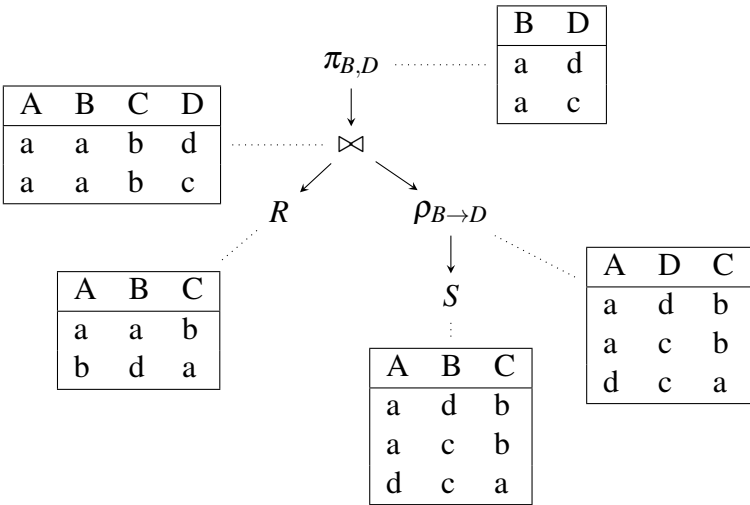 B D
π_{B,D}
a d
a c
A B C D
a a b d
a a b c
⋈
R
ρ_{B→D}
A B C
a a b
b d a
S
A D C
a d b
a c b
d c a
A B C
a d b
a c b
d c a